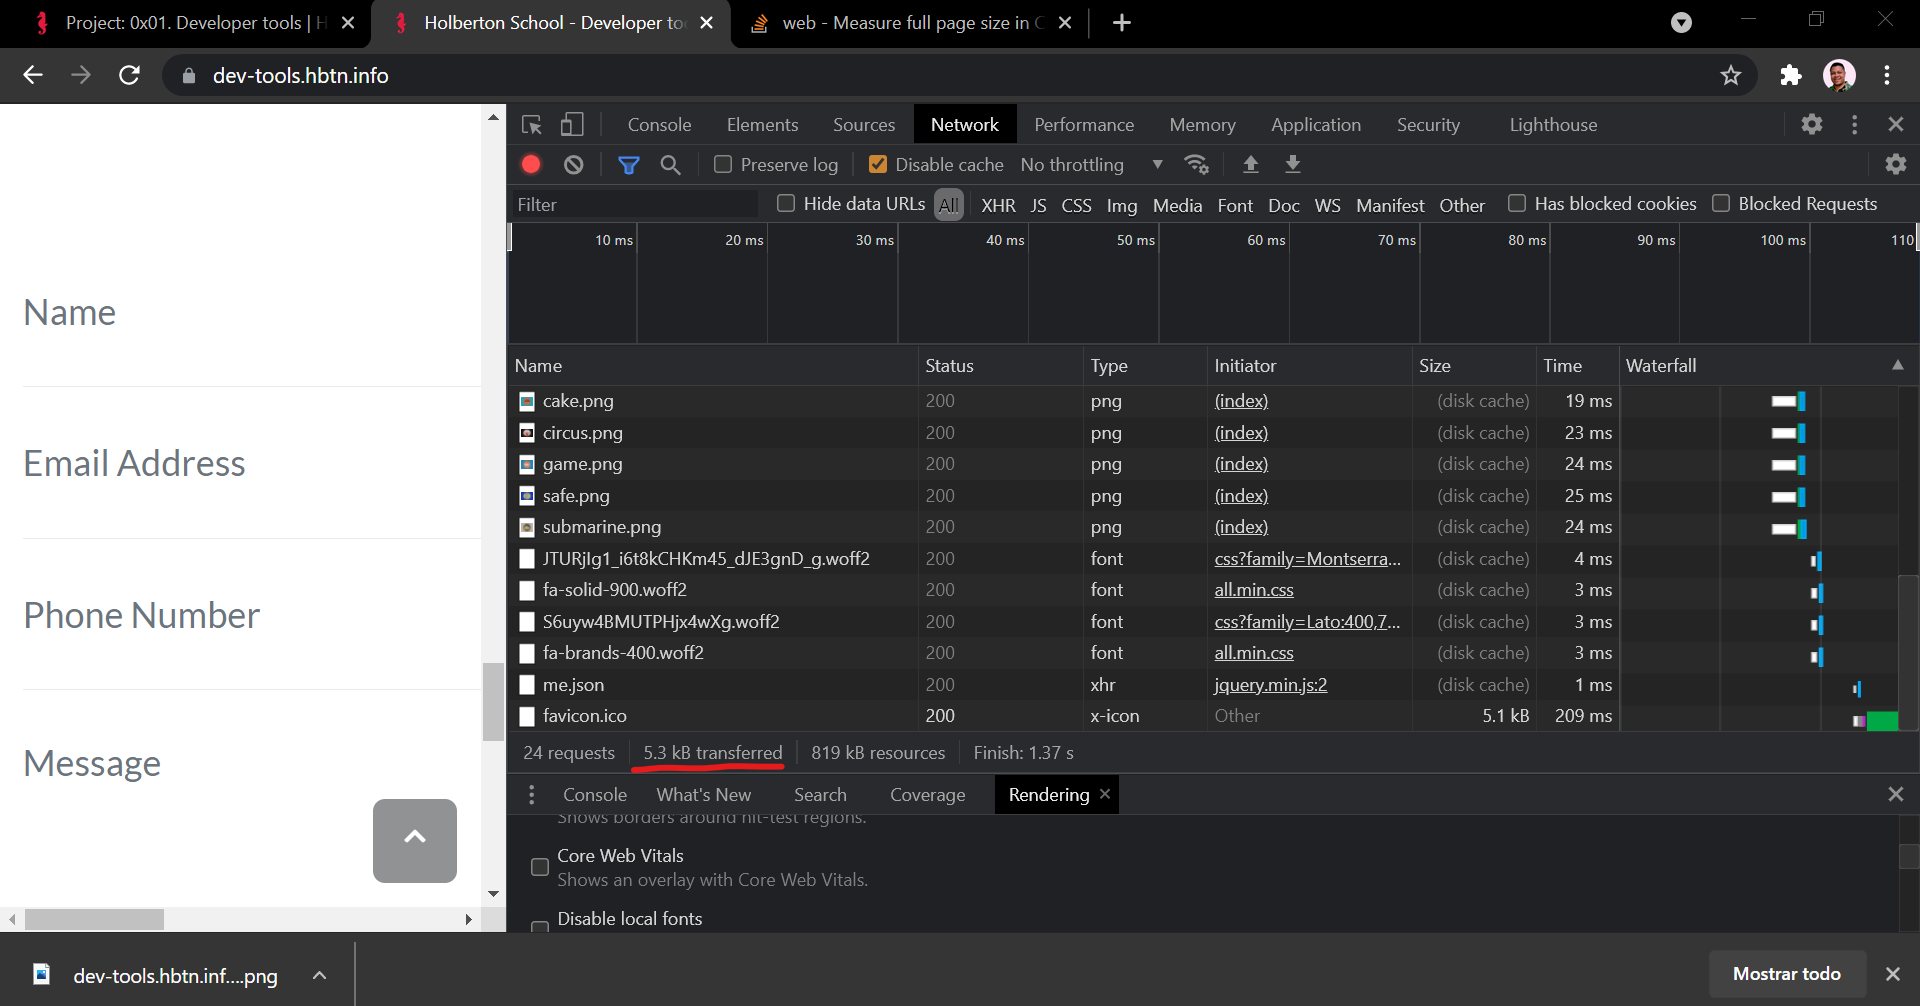 Project: 0x01. Developer tools | H
Holberton School - Developer to
web - Measure full page size in C
dev-tools.hbtn.info
Console Elements Sources Network Performance Memory Application Security Lighthouse
Preserve log Disable cache No throttling
Filter Hide data URLs All XHR JS CSS Img Media Font Doc WS Manifest Other Has blocked cookies Blocked Requests
10 ms 20 ms 30 ms 40 ms 50 ms 60 ms 70 ms 80 ms 90 ms 100 ms 110
Name Status Type Initiator Size Time Waterfall
cake.png 200 png (index) (disk cache) 19 ms
circus.png 200 png (index) (disk cache) 23 ms
game.png 200 png (index) (disk cache) 24 ms
safe.png 200 png (index) (disk cache) 25 ms
submarine.png 200 png (index) (disk cache) 24 ms
JTURjIg1_i6t8kCHKm45_dJE3gnD_g.woff2 200 font css?family=Montserra... (disk cache) 4 ms
fa-solid-900.woff2 200 font all.min.css (disk cache) 3 ms
S6uyw4BMUTPHjx4wXg.woff2 200 font css?family=Lato:400,7... (disk cache) 3 ms
fa-brands-400.woff2 200 font all.min.css (disk cache) 3 ms
me.json 200 xhr jquery.min.js:2 (disk cache) 1 ms
favicon.ico 200 x-icon Other 5.1 kB 209 ms
24 requests 5.3 kB transferred 819 kB resources Finish: 1.37 s
Console What's New Search Coverage Rendering
Shows borders around hit-test regions.
Core Web Vitals
Shows an overlay with Core Web Vitals.
Disable local fonts
Name
Email Address
Phone Number
Message
dev-tools.hbtn.inf....png
Mostrar todo